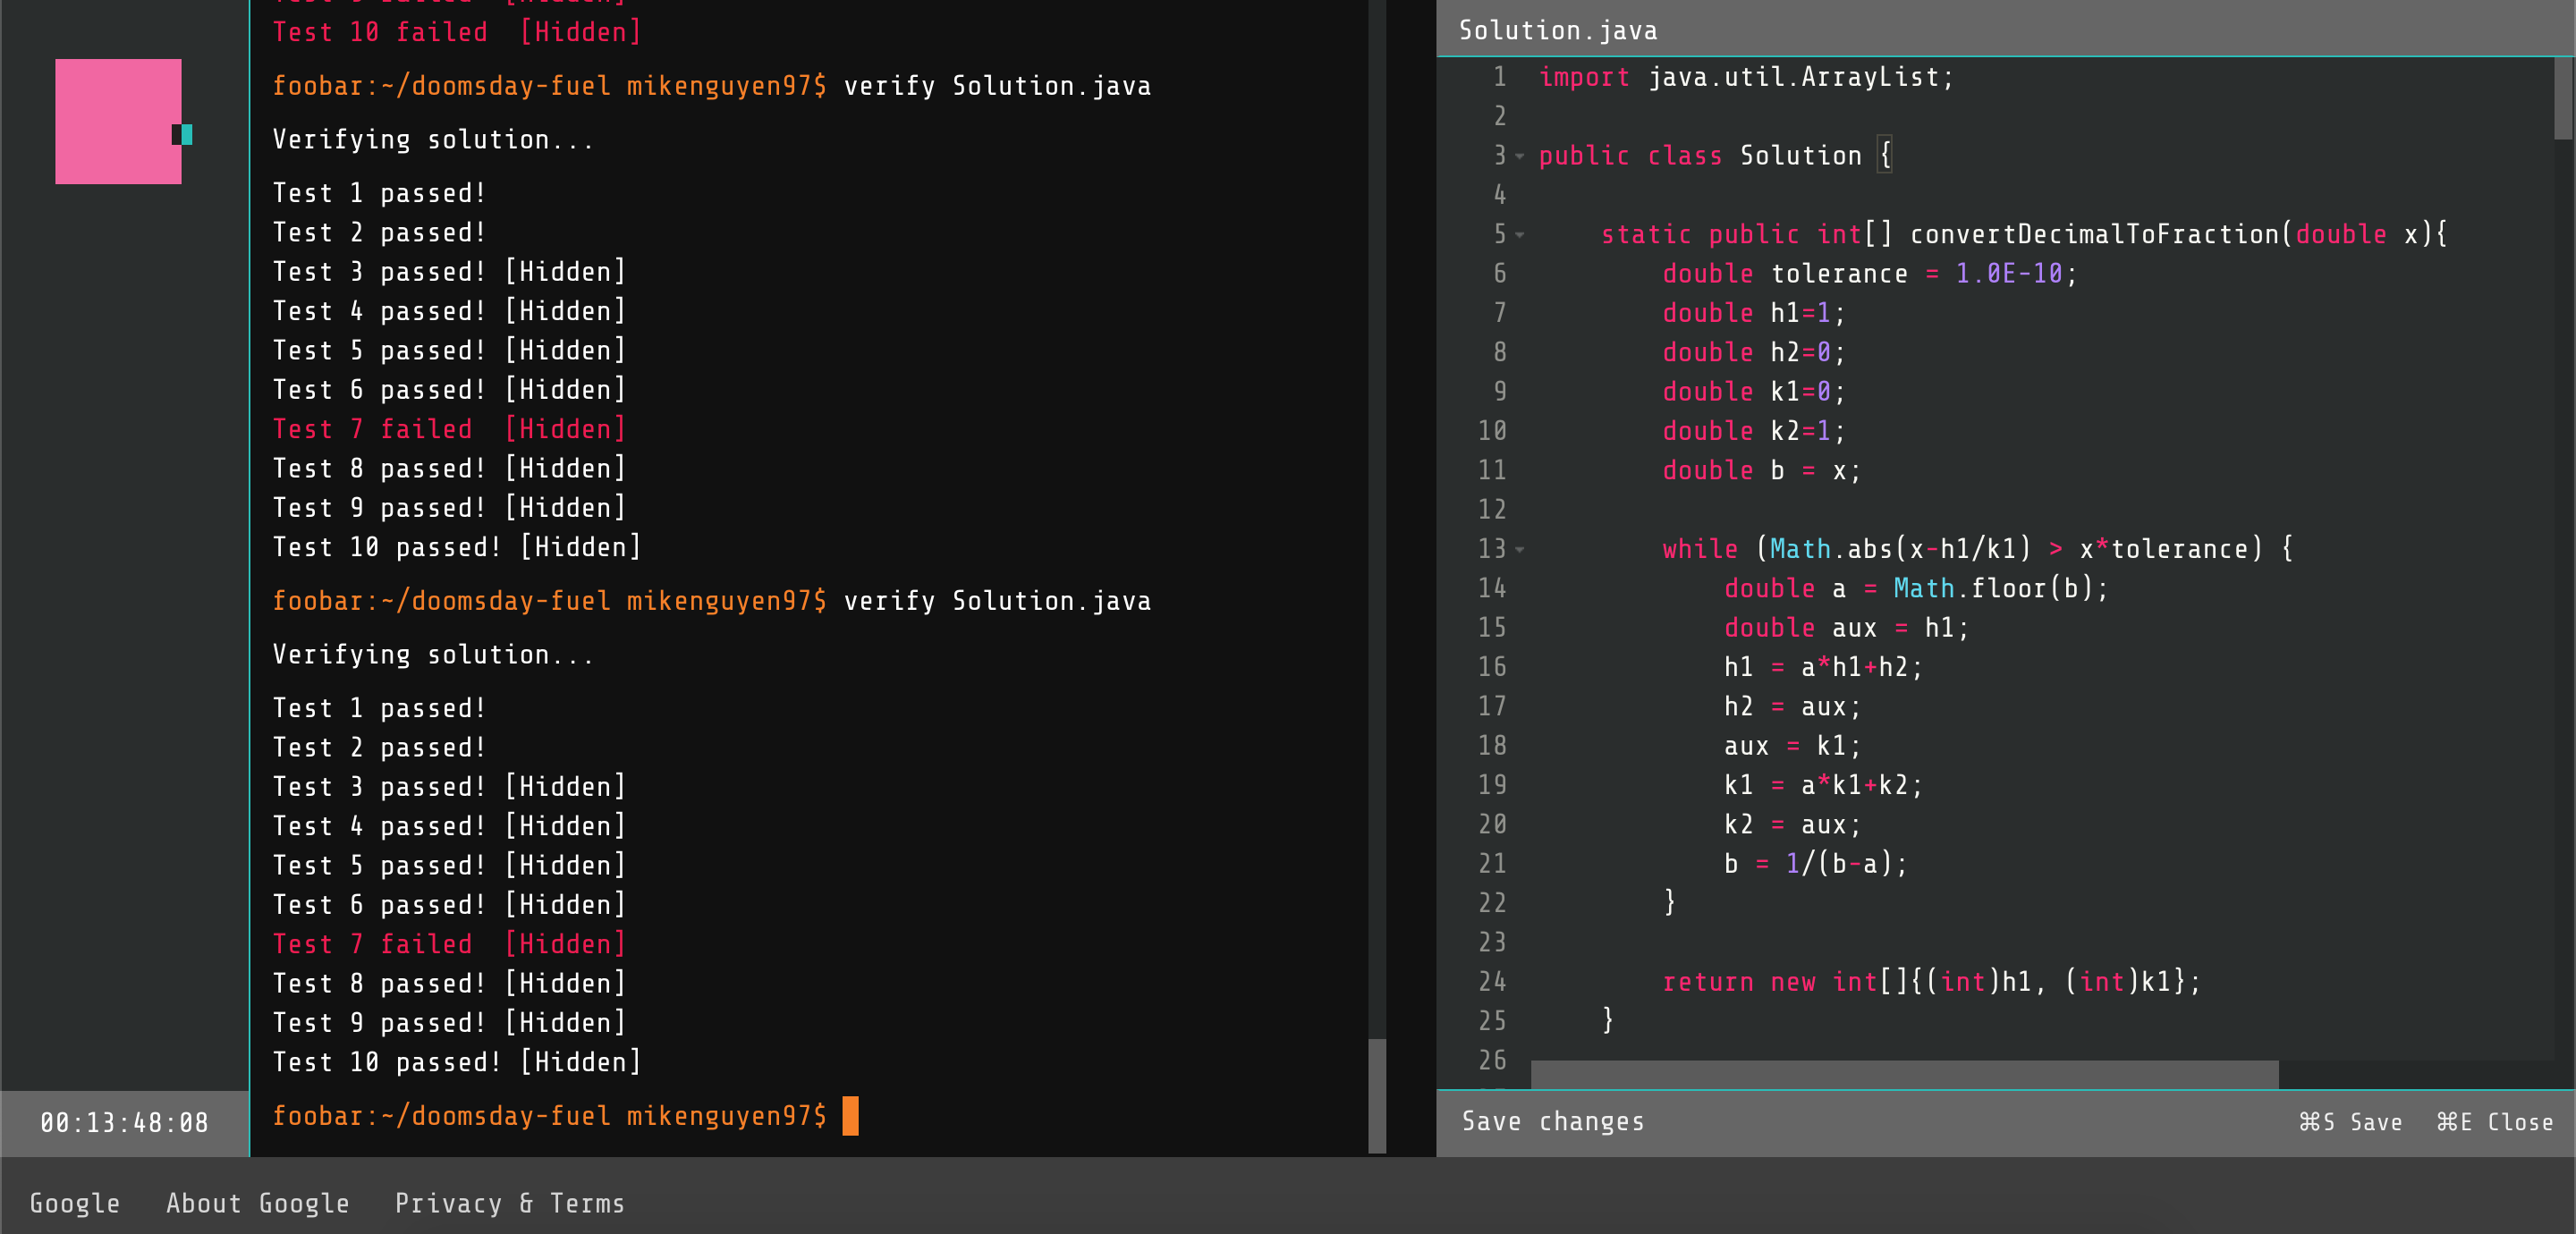 Test 10 failed  [Hidden]
foobar:~/doomsday-fuel mikenguyen97$ verify Solution.java
Verifying solution...
Test 1 passed!
Test 2 passed!
Test 3 passed! [Hidden]
Test 4 passed! [Hidden]
Test 5 passed! [Hidden]
Test 6 passed! [Hidden]
Test 7 failed  [Hidden]
Test 8 passed! [Hidden]
Test 9 passed! [Hidden]
Test 10 passed! [Hidden]
foobar:~/doomsday-fuel mikenguyen97$ verify Solution.java
Verifying solution...
Test 1 passed!
Test 2 passed!
Test 3 passed! [Hidden]
Test 4 passed! [Hidden]
Test 5 passed! [Hidden]
Test 6 passed! [Hidden]
Test 7 failed  [Hidden]
Test 8 passed! [Hidden]
Test 9 passed! [Hidden]
Test 10 passed! [Hidden]
foobar:~/doomsday-fuel mikenguyen97$
00:13:48:08
Solution.java
1 import java.util.ArrayList;
2
3 public class Solution {
4
5     static public int[] convertDecimalToFraction(double x){
6         double tolerance = 1.0E-10;
7         double h1=1;
8         double h2=0;
9         double k1=0;
10         double k2=1;
11         double b = x;
12
13         while (Math.abs(x-h1/k1) > x*tolerance) {
14             double a = Math.floor(b);
15             double aux = h1;
16             h1 = a*h1+h2;
17             h2 = aux;
18             aux = k1;
19             k1 = a*k1+k2;
20             k2 = aux;
21             b = 1/(b-a);
22         }
23
24         return new int[]{(int)h1, (int)k1};
25     }
26
Save changes
⌘S Save ⌘E Close
Google About Google Privacy & Terms